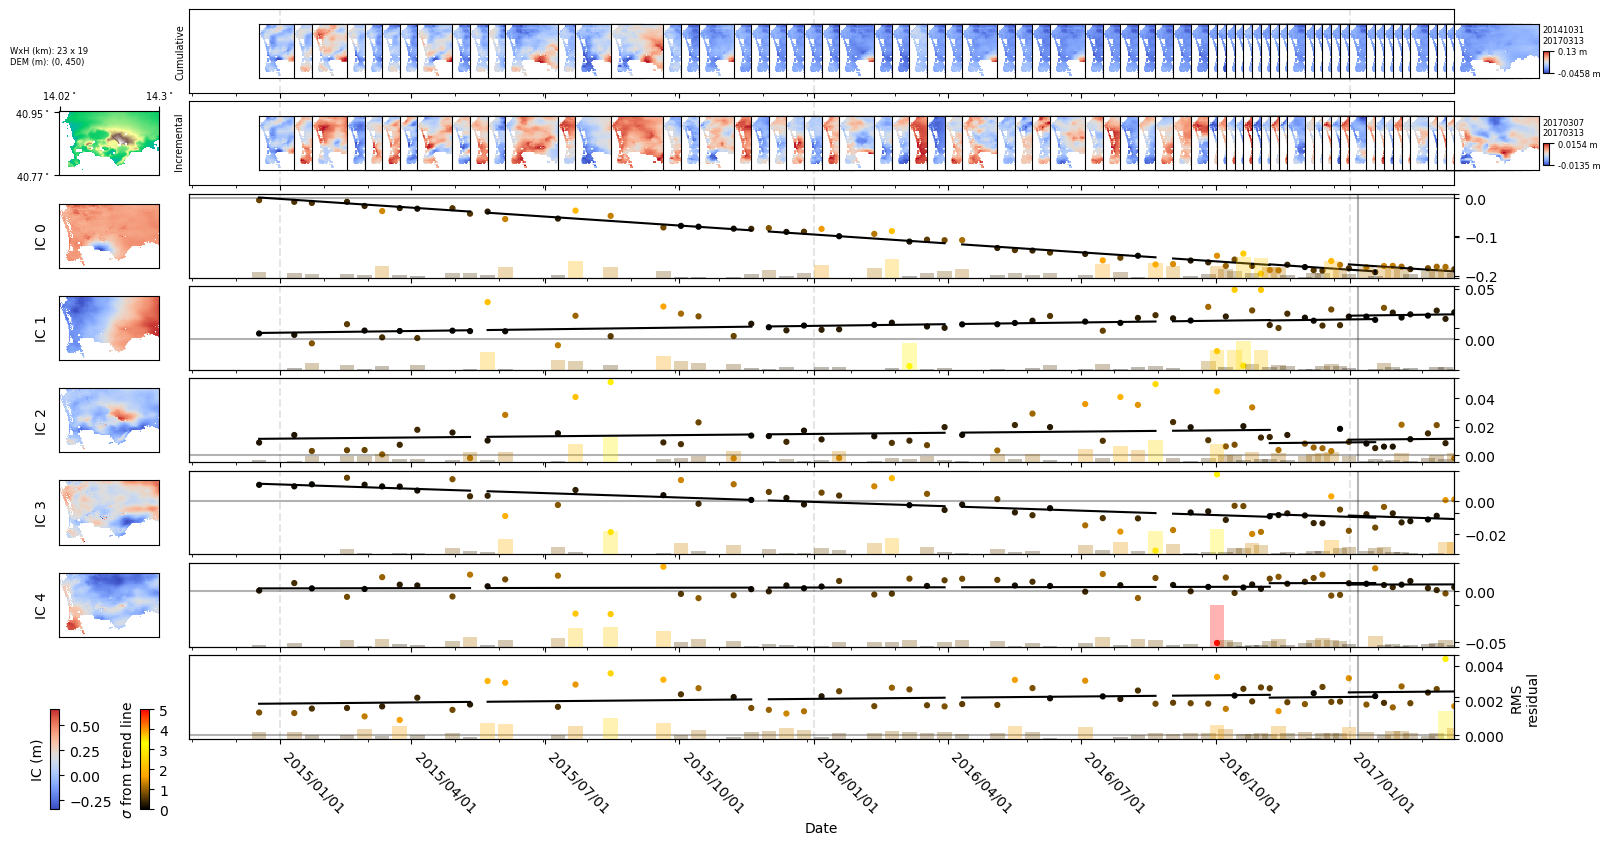 Cumulative
20141031
20170313
0.13 m
-0.0458 m
WxH (km): 23 x 19
DEM (m): (0, 450)
14.02° 14.3°
40.95°
40.77°
Incremental
20170307
20170313
0.0154 m
-0.0135 m
IC 0
0.0
−0.1
−0.2
IC 1
0.05
0.00
IC 2
0.04
0.02
0.00
IC 3
0.00
−0.02
IC 4
0.00
−0.05
0.004
0.002
0.000
RMS
residual
IC (m)
0.50
0.25
0.00
−0.25
σ from trend line
5
4
3
2
1
0
2015/01/01
2015/04/01
2015/07/01
2015/10/01
2016/01/01
2016/04/01
2016/07/01
2016/10/01
2017/01/01
Date